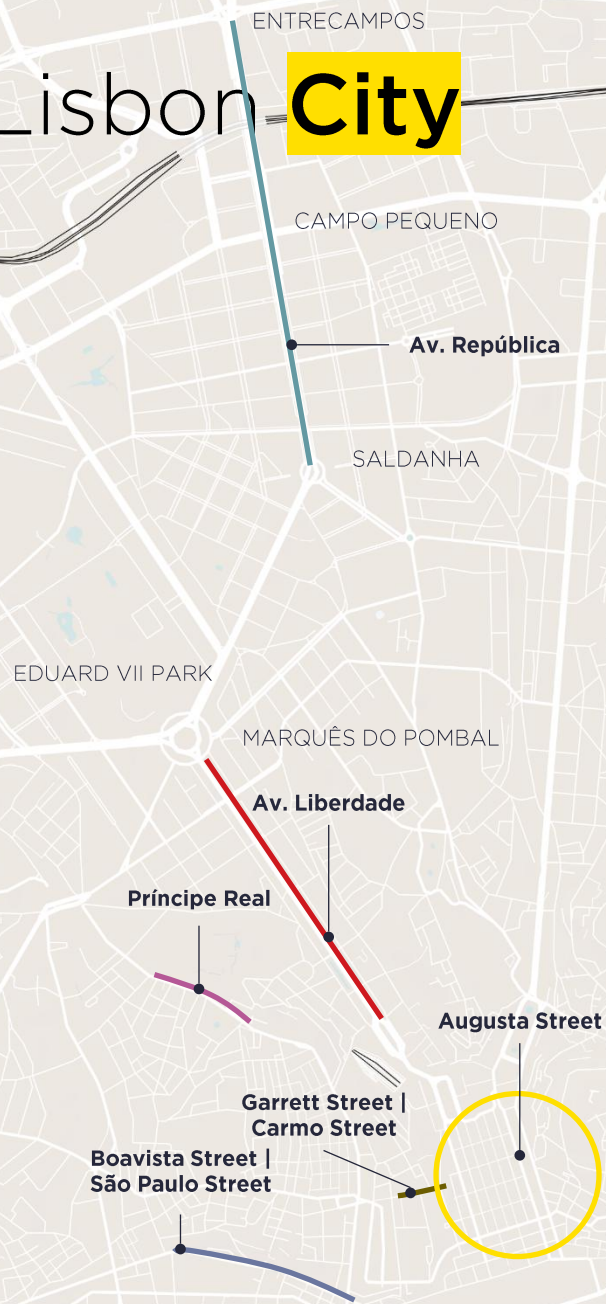 ENTRECAMPOS
Lisbon City
CAMPO PEQUENO
Av. República
SALDANHA
EDUARD VII PARK
MARQUÊS DO POMBAL
Av. Liberdade
Príncipe Real
Augusta Street
Garrett Street |
Carmo Street
Boavista Street |
São Paulo Street